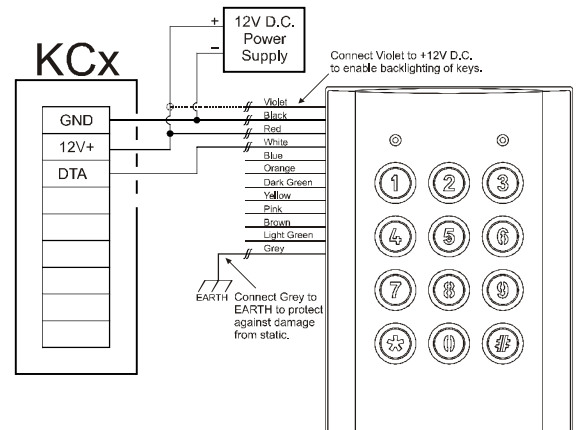 + 12V D.C.
Power
– Supply
KCx
Connect Violet to +12V D.C.
to enable backlighting of keys.
GND
12V+
DTA
Violet
Black
Red
White
Blue
Orange
Dark Green
Yellow
Pink
Brown
Light Green
Grey
EARTH
Connect Grey to
EARTH to protect
against damage
from static.
1 2 3
4 5 6
7 8 9
* 0 #